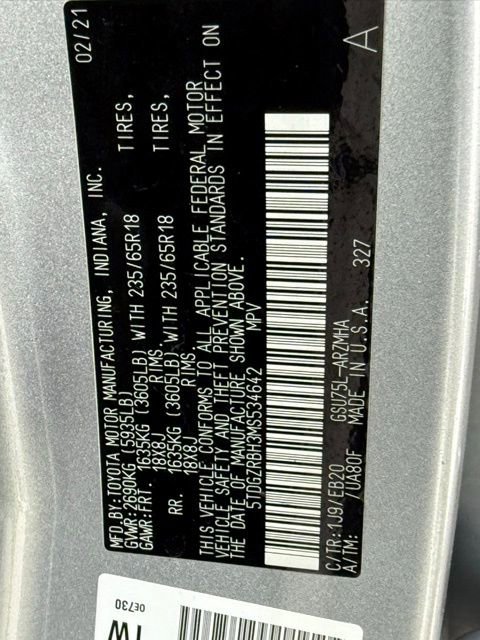 MFD.BY:TOYOTA MOTOR MANUFACTURING, INDIANA, INC. 02/21
GVWR:2690KG (5935LB)
GAWR:FRT. 1635KG (3605LB) WITH 235/65R18 TIRES,
18X8J RIMS
RR. 1635KG (3605LB) WITH 235/65R18 TIRES,
18X8J RIMS
THIS VEHICLE CONFORMS TO ALL APPLICABLE FEDERAL MOTOR
VEHICLE SAFETY AND THEFT PREVENTION STANDARDS IN EFFECT ON
THE DATE OF MANUFACTURE SHOWN ABOVE.
5TDGZRBH3MS534642 MPV
C/TR:1J9/EB20 GSU75L-ARZMHA A
A/TM: /UA80F MADE IN U.S.A. 327
0E730